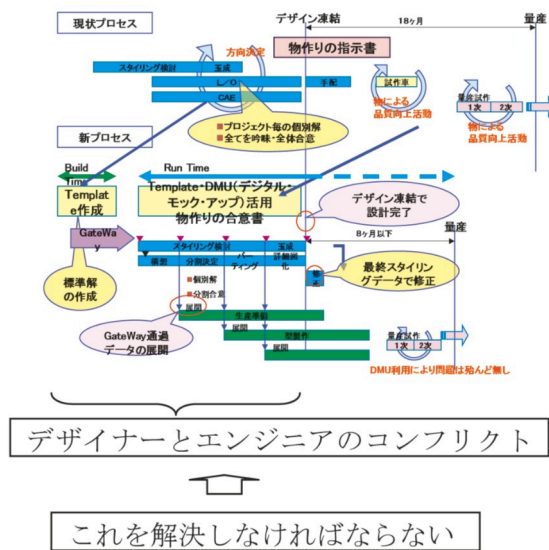 デザイン凍結
18ヶ月
量産
現状プロセス
方向決定
物作りの指示書
スタイリング検討
玉成
L/O
手配
試作車
CAE
量産試作
1次
2次
物による
品質向上活動
物による
品質向上活動
■プロジェクト毎の個別解
■全てを吟味・全体合意
新プロセス
Build
Time
Run Time
Templat
e作成
Template・DMU(デジタル・
モック・アップ)活用
物作りの合意書
デザイン凍結で
設計完了
GateWa
y
8ヶ月以下
量産
スタイリング検討
玉成
構想
分割決定
パー
ティング
詳細固
化
修
正
標準解
の作成
■個別解
■分割合意
最終スタイリン
グデータで修正
展開
生産準備
GateWay通過
データの展開
展開
型製作
展開
量産試作
1次
2次
DMU利用により問題は殆んど無し
デザイナーとエンジニアのコンフリクト
これを解決しなければならない